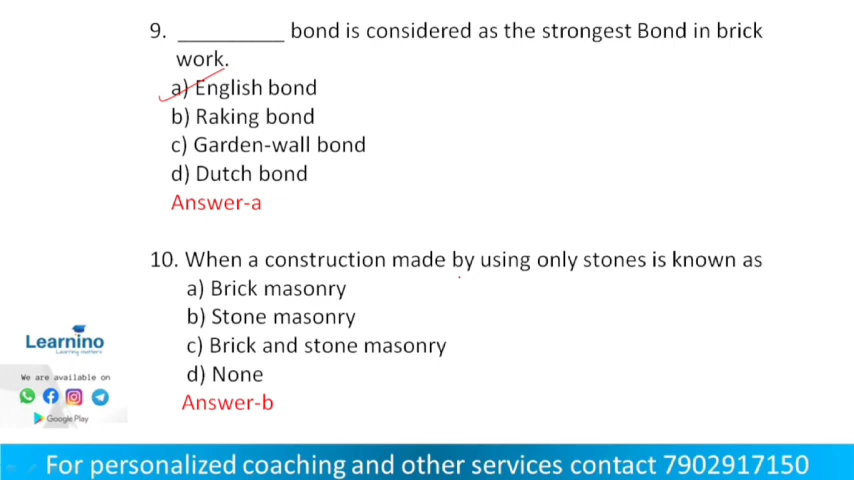 9. __________ bond is considered as the strongest Bond in brick
work.
a) English bond
b) Raking bond
c) Garden-wall bond
d) Dutch bond
Answer-a
10. When a construction made by using only stones is known as
a) Brick masonry
b) Stone masonry
c) Brick and stone masonry
d) None
Answer-b
Learnino
Learning matters
We are available on
Google Play
For personalized coaching and other services contact 7902917150